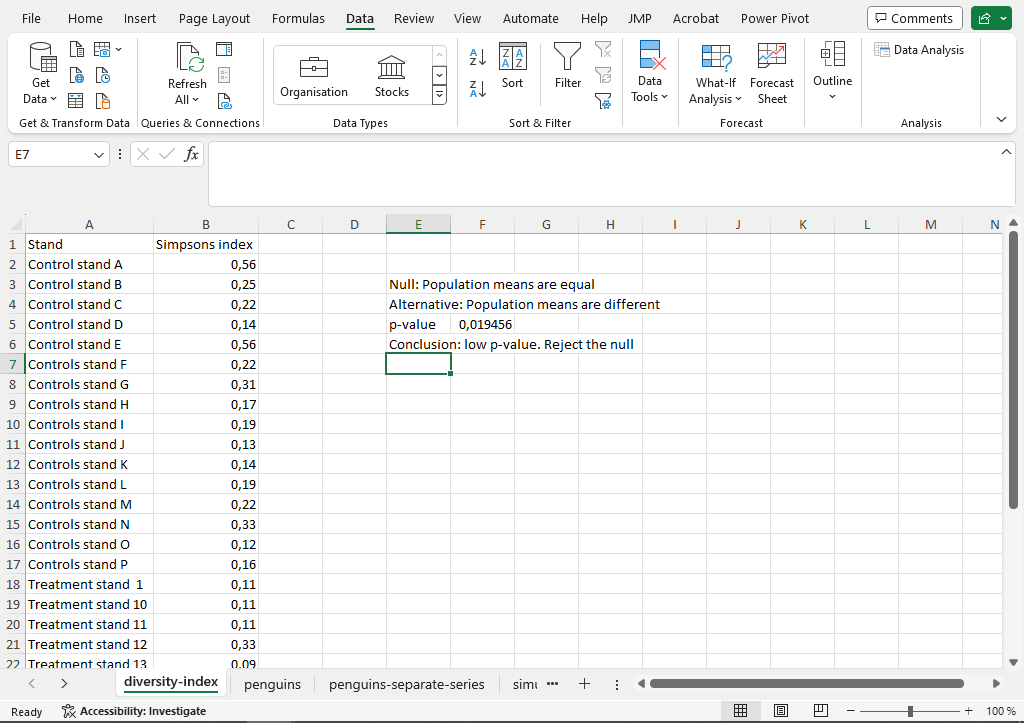 File Home Insert Page Layout Formulas Data Review View Automate Help JMP Acrobat Power Pivot Comments
Get Data
Refresh All
Organisation Stocks
Sort
Filter
Data Tools
What-If Analysis
Forecast Sheet
Outline
Data Analysis
Get & Transform Data Queries & Connections Data Types Sort & Filter Forecast Analysis
E7 fx
A B C D E F G H I J K L M N
1 Stand Simpsons index
2 Control stand A 0,56
3 Control stand B 0,25 Null: Population means are equal
4 Control stand C 0,22 Alternative: Population means are different
5 Control stand D 0,14 p-value 0,019456
6 Control stand E 0,56 Conclusion: low p-value. Reject the null
7 Controls stand F 0,22
8 Controls stand G 0,31
9 Controls stand H 0,17
10 Controls stand I 0,19
11 Controls stand J 0,13
12 Controls stand K 0,14
13 Controls stand L 0,19
14 Controls stand M 0,22
15 Controls stand N 0,33
16 Controls stand O 0,12
17 Controls stand P 0,16
18 Treatment stand 1 0,11
19 Treatment stand 10 0,11
20 Treatment stand 11 0,11
21 Treatment stand 12 0,33
22 Treatment stand 13 0,09
diversity-index penguins penguins-separate-series simu
Ready Accessibility: Investigate 100 %